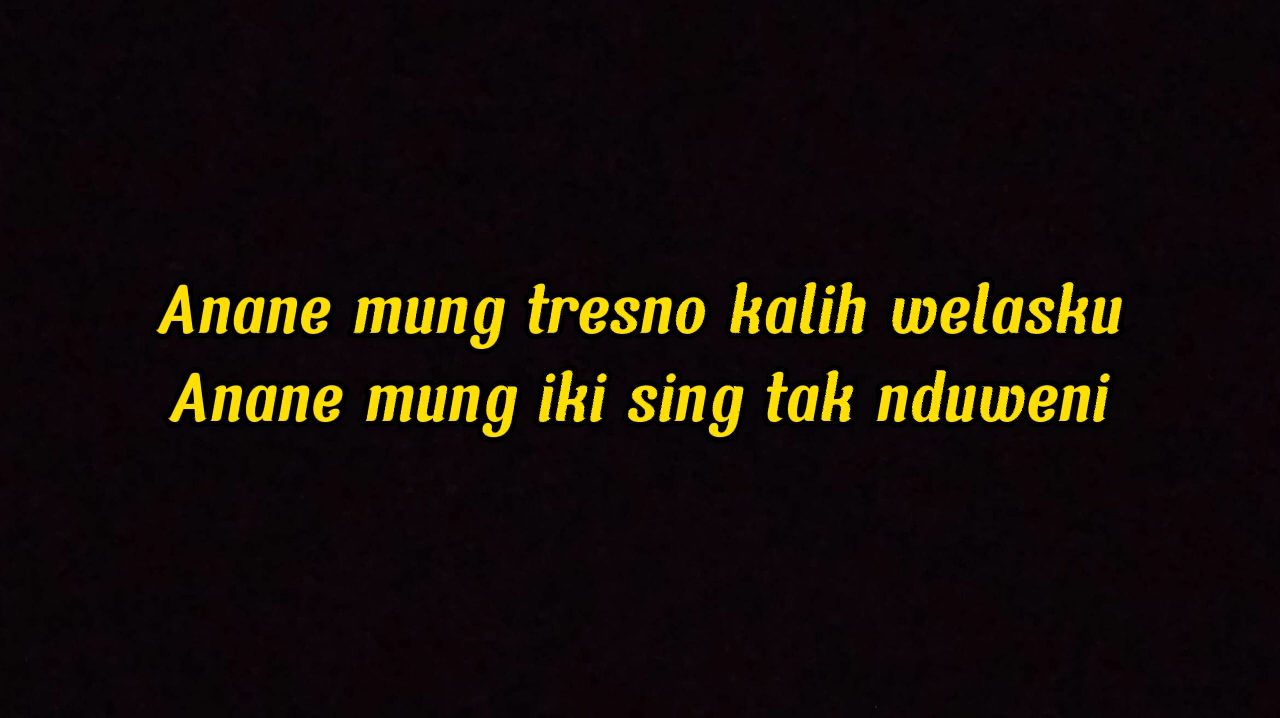 Anane mung tresno kalih welasku
Anane mung iki sing tak nduweni